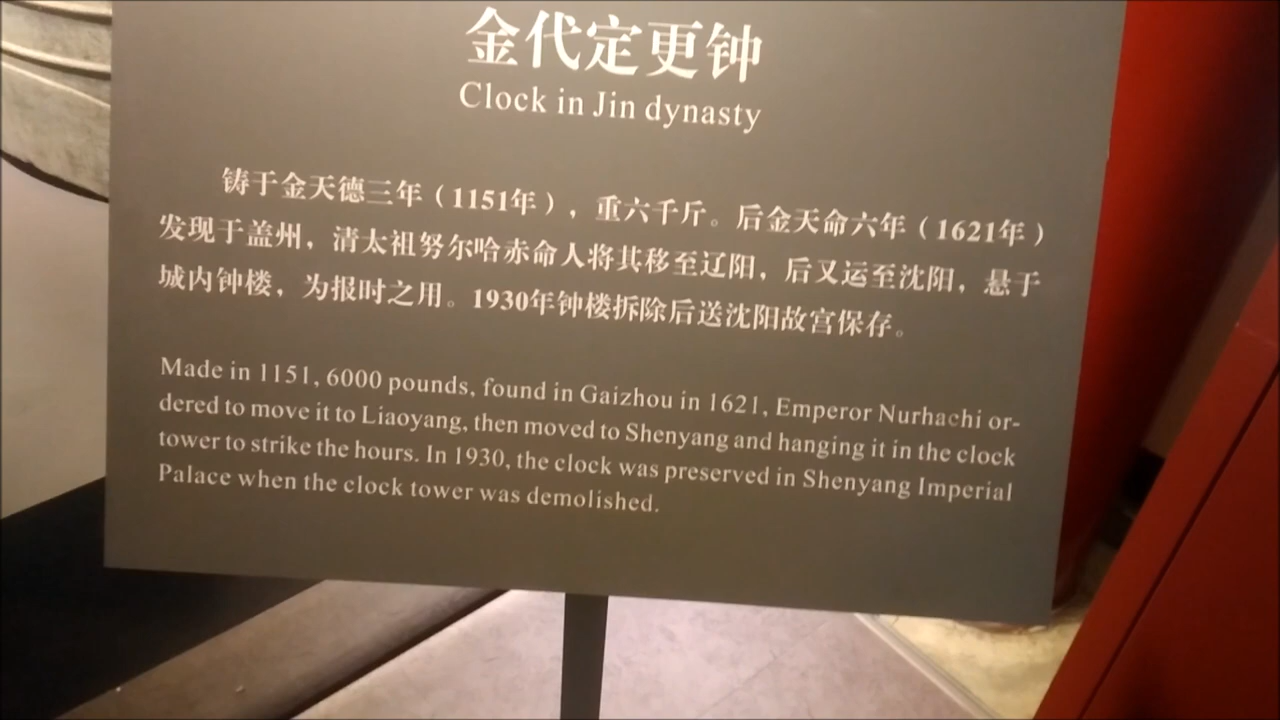 金代定更钟
Clock in Jin dynasty
铸于金天德三年（1151年），重六千斤。后金天命六年（1621年）
发现于盖州，清太祖努尔哈赤命人将其移至辽阳，后又运至沈阳，悬于
城内钟楼，为报时之用。1930年钟楼拆除后送沈阳故宫保存。
Made in 1151, 6000 pounds, found in Gaizhou in 1621, Emperor Nurhachi or-
dered to move it to Liaoyang, then moved to Shenyang and hanging it in the clock
tower to strike the hours. In 1930, the clock was preserved in Shenyang Imperial
Palace when the clock tower was demolished.